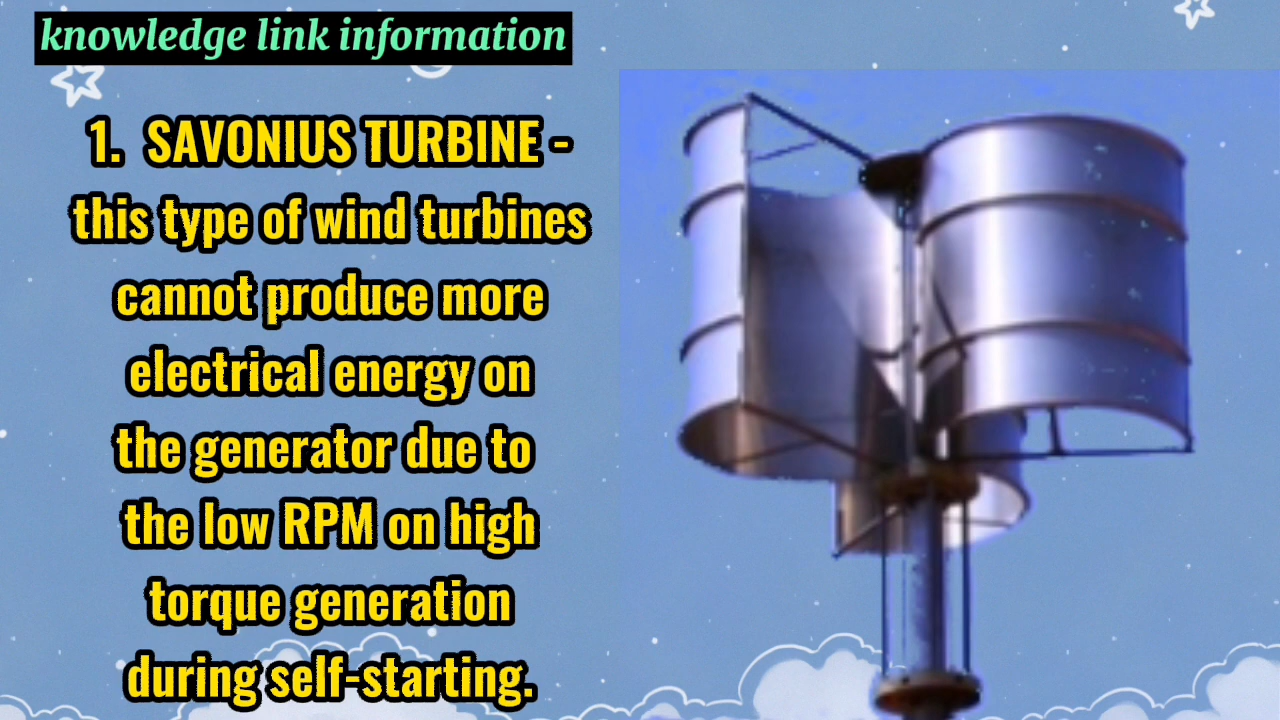 knowledge link information
1. SAVONIUS TURBINE -
this type of wind turbines
cannot produce more
electrical energy on
the generator due to
the low RPM on high
torque generation
during self-starting.